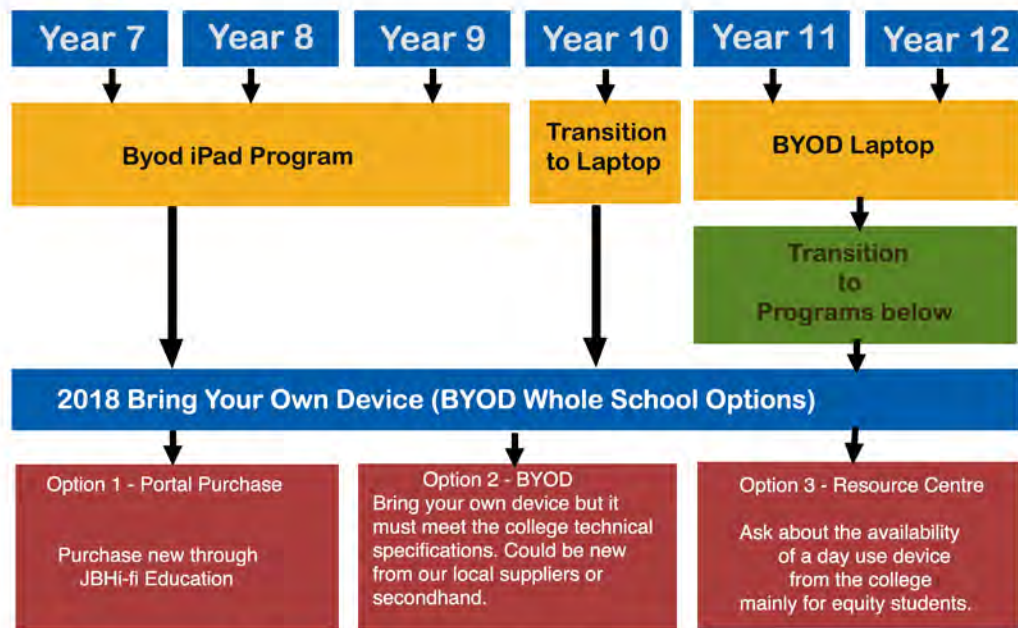 Year 7
Year 8
Year 9
Year 10
Year 11
Year 12
Byod iPad Program
Transition
to Laptop
BYOD Laptop
Transition
to
Programs below
2018 Bring Your Own Device (BYOD Whole School Options)
Option 1 - Portal Purchase
Purchase new through
JBHi-fi Education
Option 2 - BYOD
Bring your own device but it
must meet the college technical
specifications. Could be new
from our local suppliers or
secondhand.
Option 3 - Resource Centre
Ask about the availability
of a day use device
from the college
mainly for equity students.